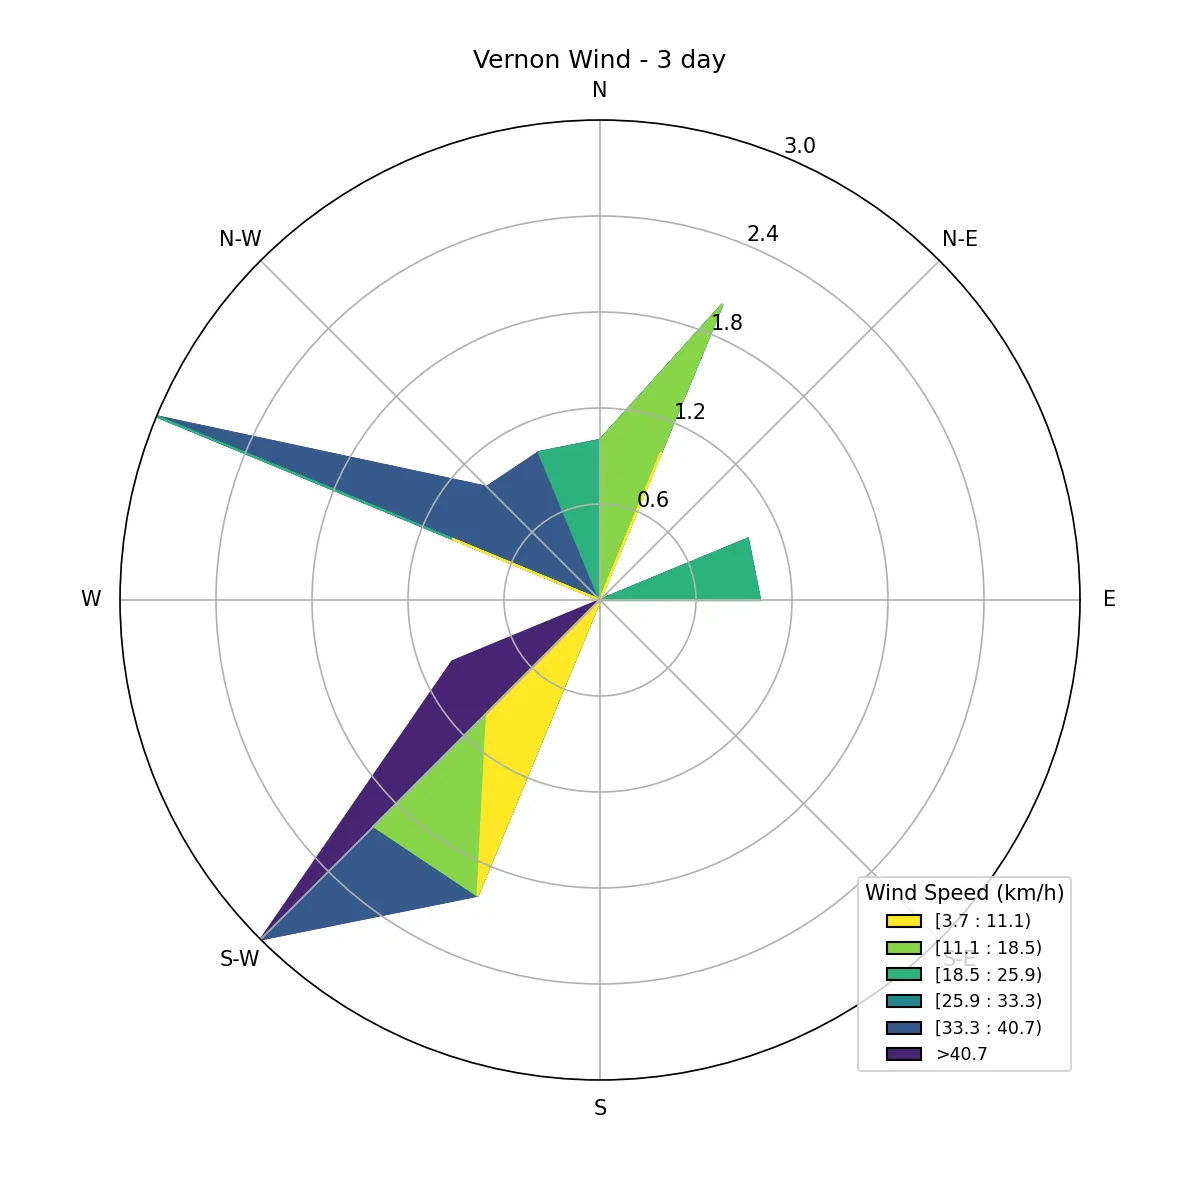 Vernon Wind - 3 day
N
3.0
N-W
2.4
N-E
1.8
1.2
0.6
W
E
Wind Speed (km/h)
[3.7 : 11.1)
[11.1 : 18.5)
S-W
S-E
[18.5 : 25.9)
[25.9 : 33.3)
[33.3 : 40.7)
>40.7
S